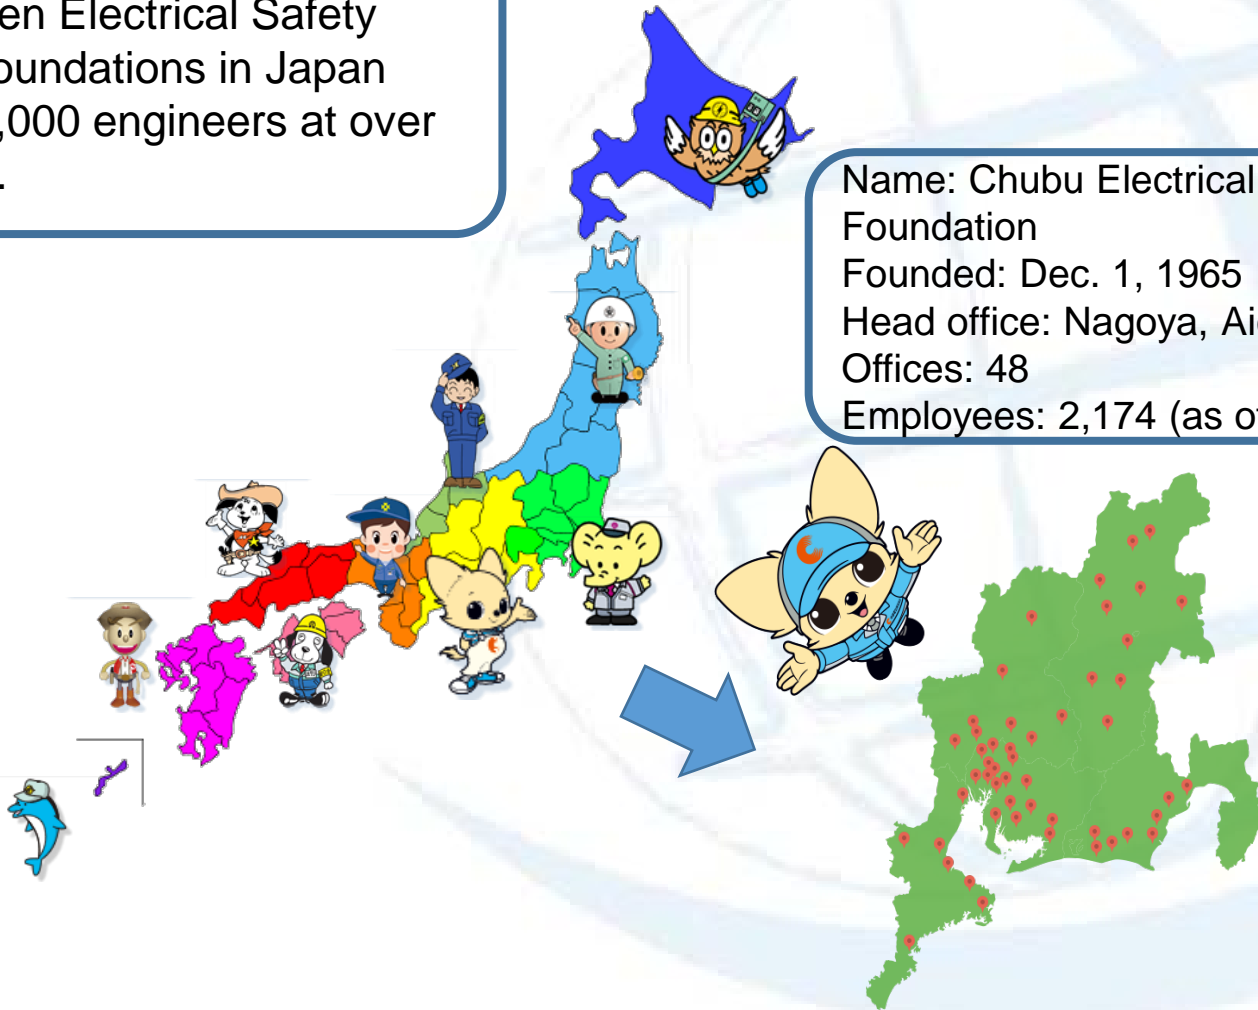 en Electrical Safety
oundations in Japan
,000 engineers at over
.
Name: Chubu Electrical
Foundation
Founded: Dec. 1, 1965
Head office: Nagoya, Ai
Offices: 48
Employees: 2,174 (as o